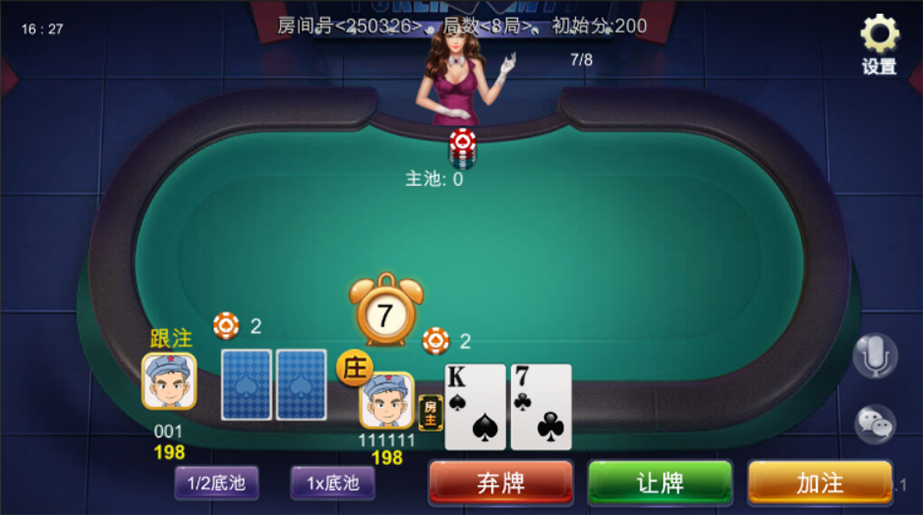 16:27
房间号<250326>、局数<8局>、初始分:200
7/8
设置
主池: 0
7
跟注
2
2
庄
K
7
房主
001
198
111111
198
1/2底池
1x底池
弃牌
让牌
加注